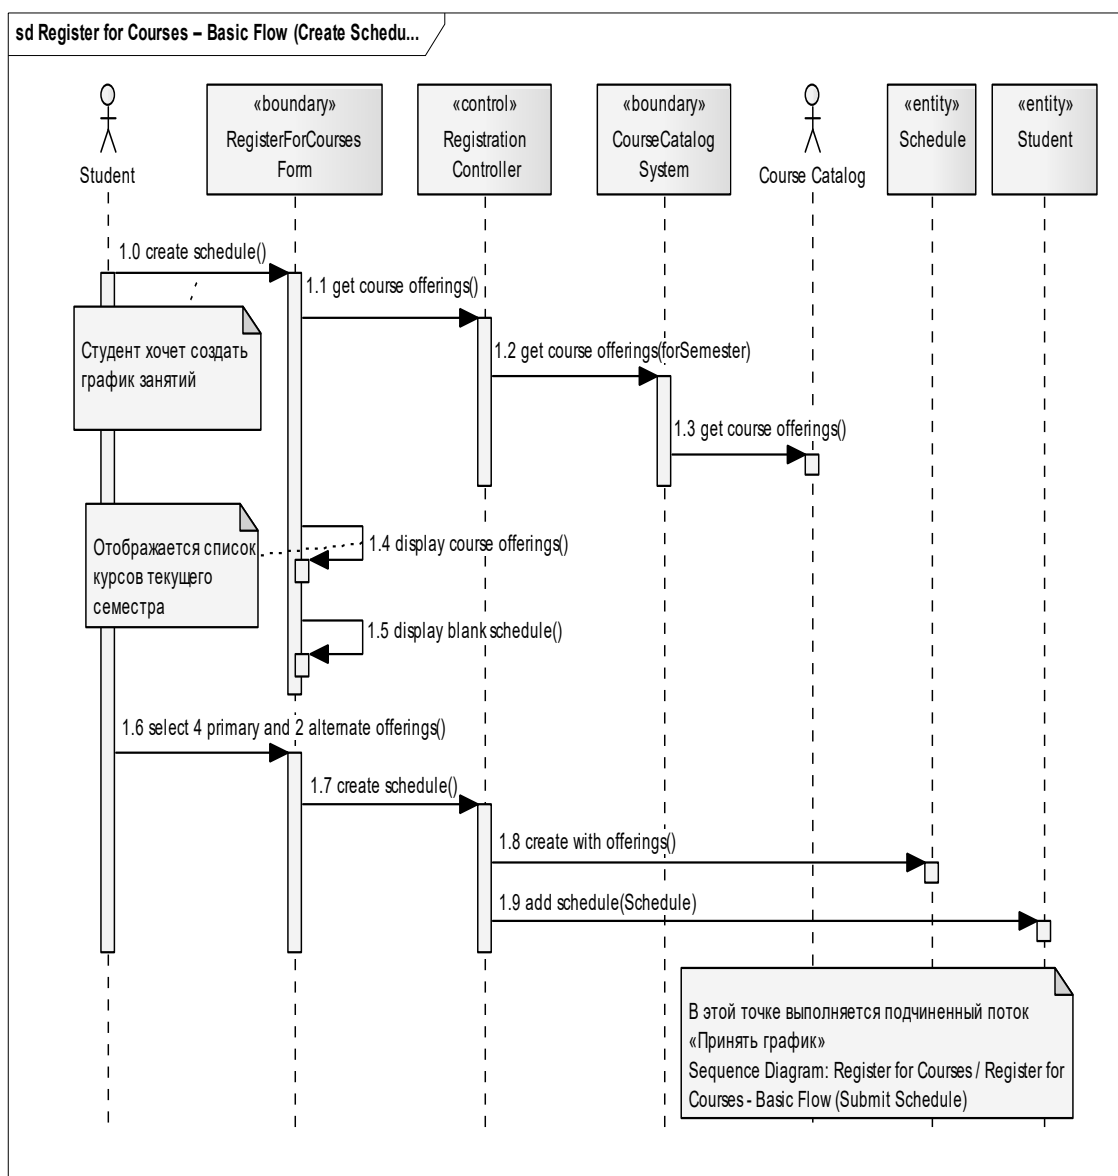 sd Register for Courses – Basic Flow (Create Schedu...
Student
«boundary»
RegisterForCourses
Form
«control»
Registration
Controller
«boundary»
CourseCatalog
System
Course Catalog
«entity»
Schedule
«entity»
Student
1.0 create schedule()
1.1 get course offerings()
Студент хочет создать
график занятий
1.2 get course offerings(forSemester)
1.3 get course offerings()
Отображается список
курсов текущего
семестра
1.4 display course offerings()
1.5 display blank schedule()
1.6 select 4 primary and 2 alternate offerings()
1.7 create schedule()
1.8 create with offerings()
1.9 add schedule(Schedule)
В этой точке выполняется подчиненный поток
«Принять график»
Sequence Diagram: Register for Courses / Register for
Courses - Basic Flow (Submit Schedule)